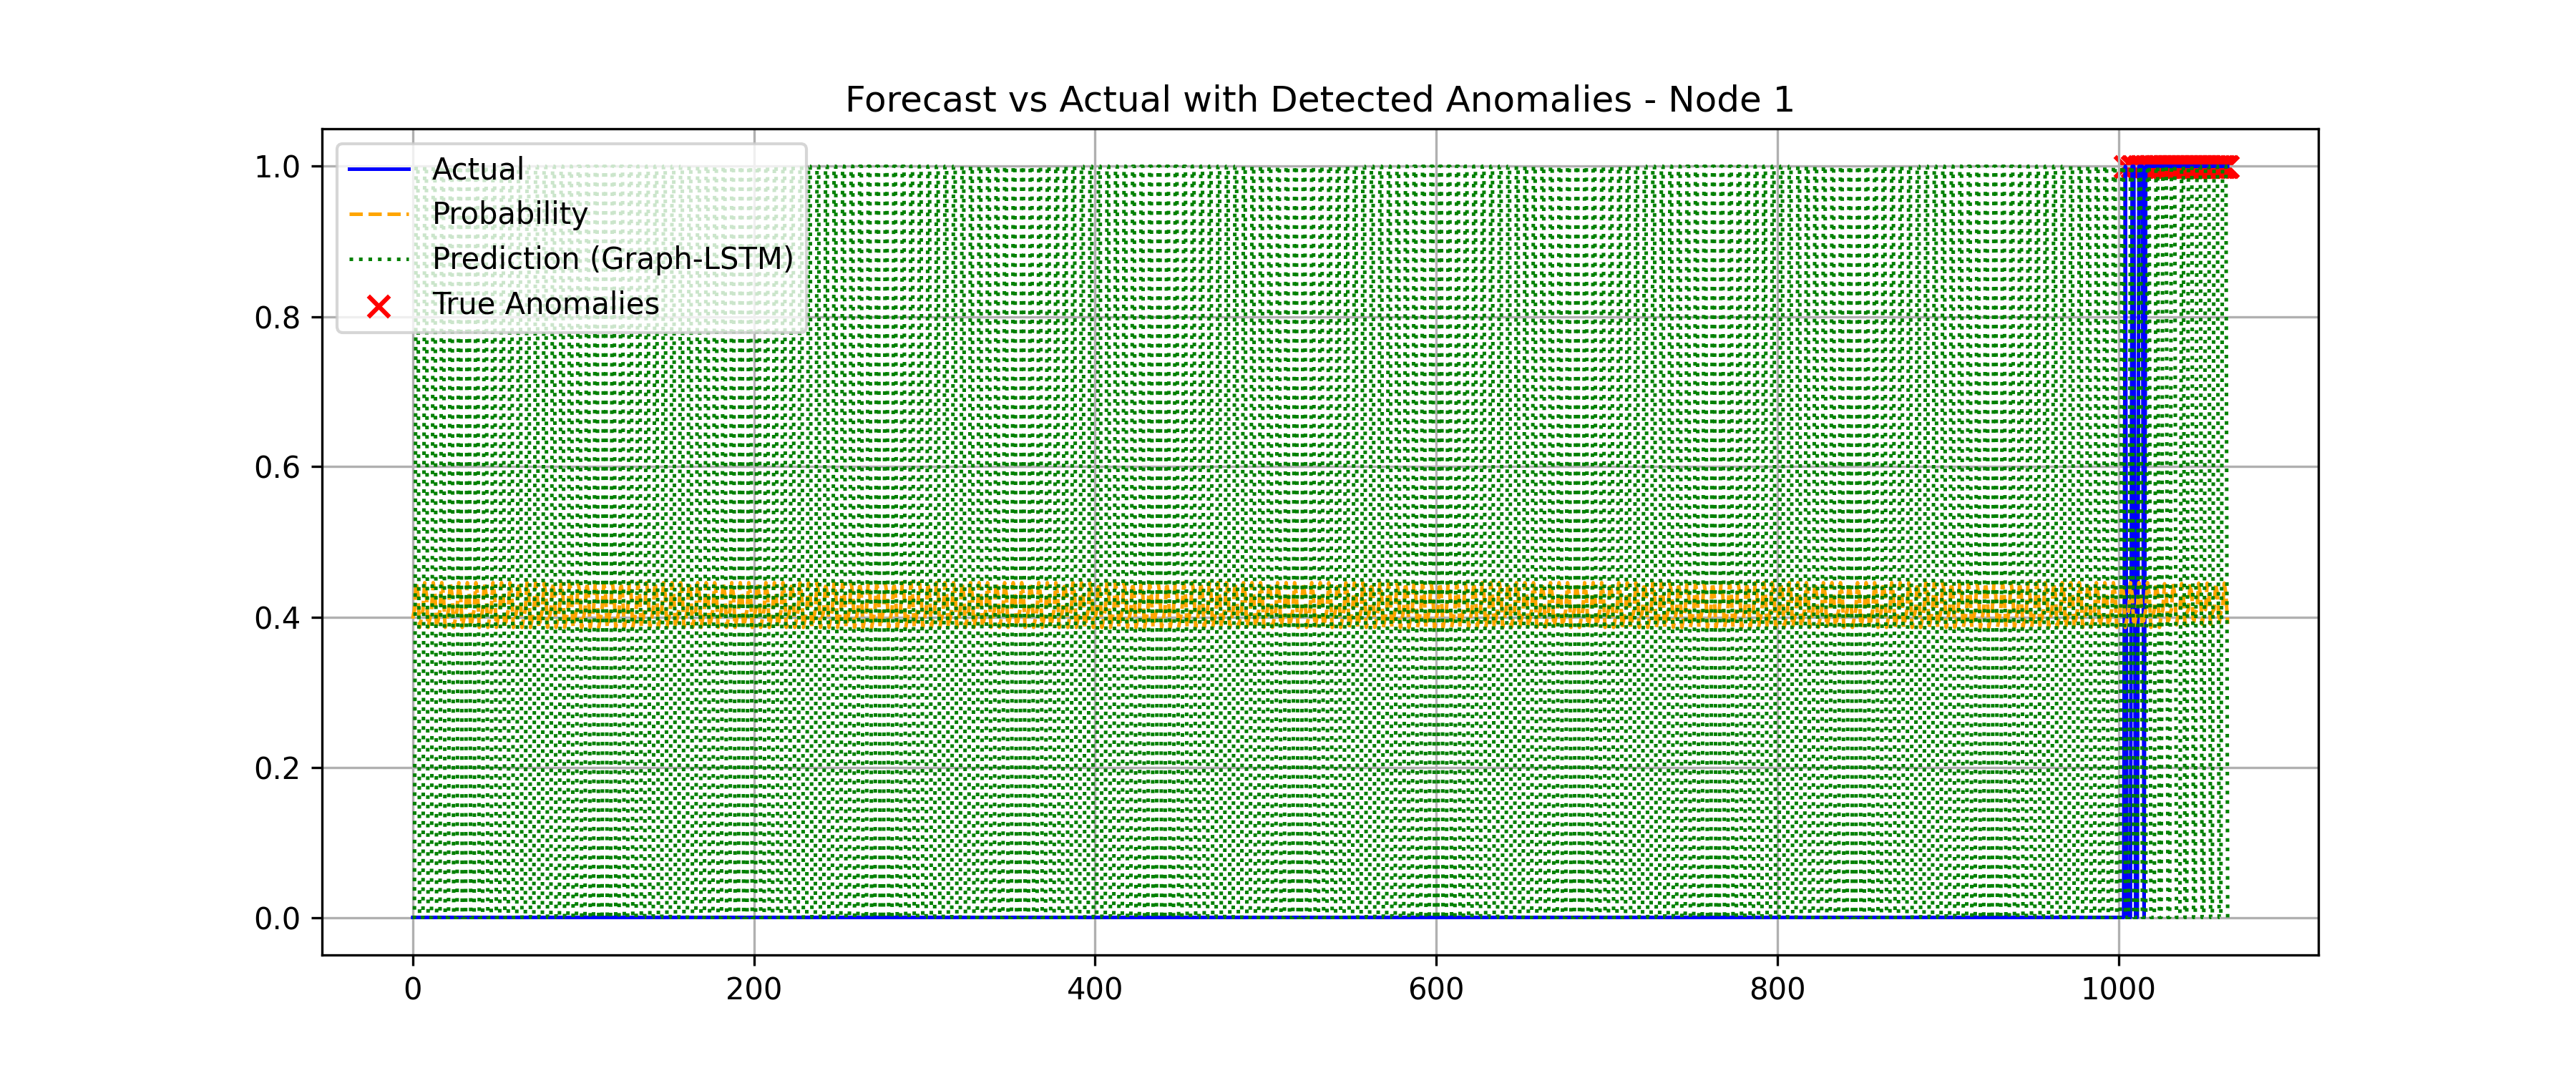 Forecast vs Actual with Detected Anomalies - Node 1
Actual
Probability
Prediction (Graph-LSTM)
True Anomalies
1.0
0.8
0.6
0.4
0.2
0.0
0 200 400 600 800 1000